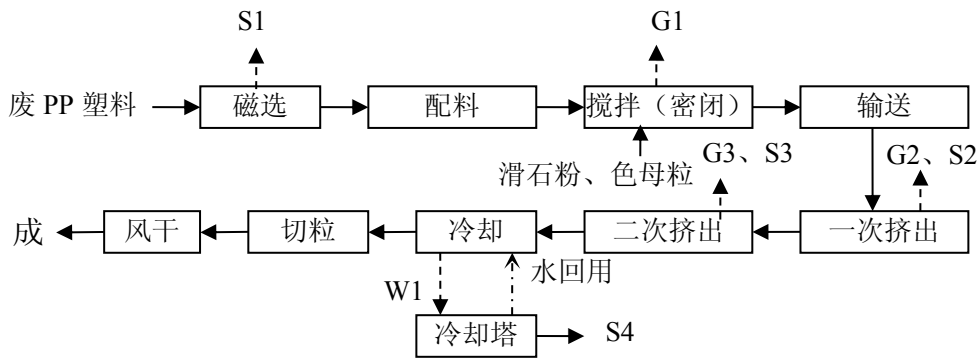 S1
G1
废 PP 塑料
磁选
配料
搅拌（密闭）
输送
滑石粉、色母粒
G3、S3
G2、S2
成
风干
切粒
冷却
二次挤出
一次挤出
W1
水回用
冷却塔
S4